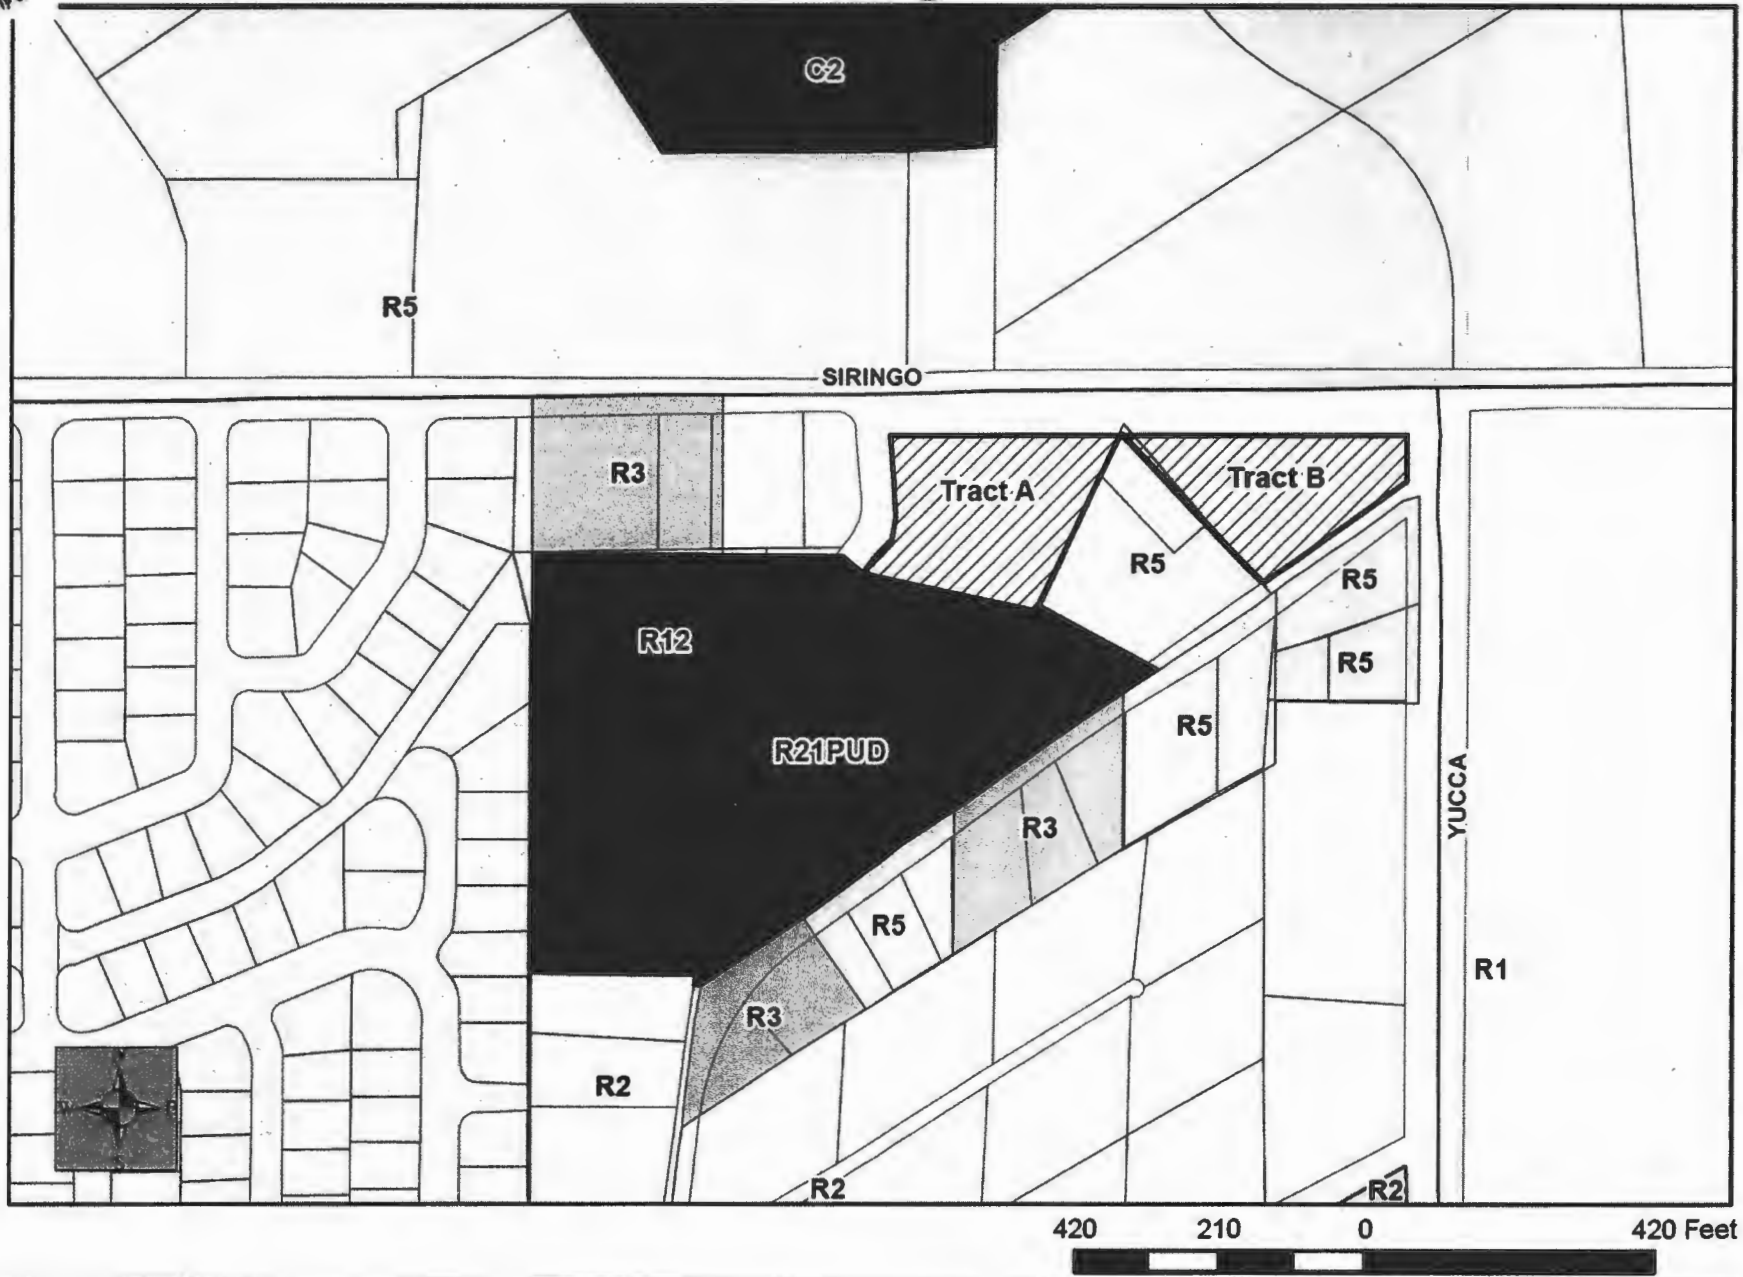 C2
R5
SIRINGO
R3
Tract A
Tract B
R5
R5
R12
R5
R5
R21PUD
YUCCA
R3
R5
R1
R3
R2
R2
R2
420 210 0 420 Feet